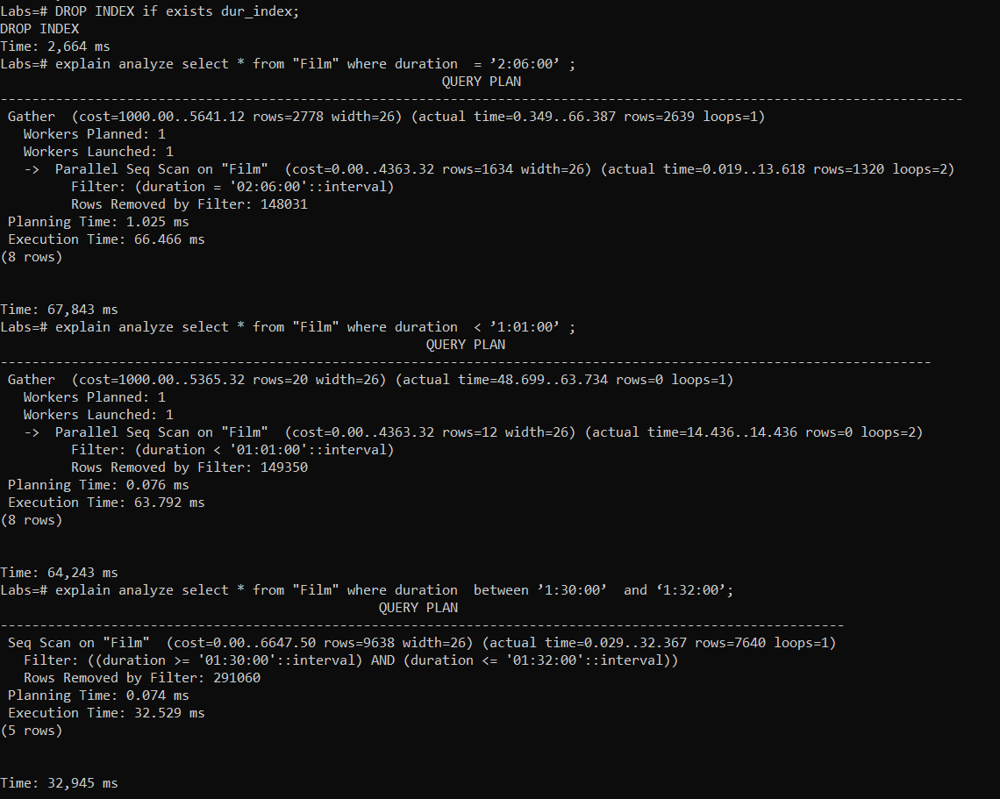 Labs=# DROP INDEX if exists dur_index;
DROP INDEX
Time: 2,664 ms
Labs=# explain analyze select * from "Film" where duration  = ’2:06:00’ ;
QUERY PLAN
--------------------------------------------------------------------------------------------------------------------------
Gather  (cost=1000.00..5641.12 rows=2778 width=26) (actual time=0.349..66.387 rows=2639 loops=1)
Workers Planned: 1
Workers Launched: 1
->  Parallel Seq Scan on "Film"  (cost=0.00..4363.32 rows=1634 width=26) (actual time=0.019..13.618 rows=1320 loops=2)
Filter: (duration = '02:06:00'::interval)
Rows Removed by Filter: 148031
Planning Time: 1.025 ms
Execution Time: 66.466 ms
(8 rows)
Time: 67,843 ms
Labs=# explain analyze select * from "Film" where duration  < ’1:01:00’ ;
QUERY PLAN
----------------------------------------------------------------------------------------------------------------------
Gather  (cost=1000.00..5365.32 rows=20 width=26) (actual time=48.699..63.734 rows=0 loops=1)
Workers Planned: 1
Workers Launched: 1
->  Parallel Seq Scan on "Film"  (cost=0.00..4363.32 rows=12 width=26) (actual time=14.436..14.436 rows=0 loops=2)
Filter: (duration < '01:01:00'::interval)
Rows Removed by Filter: 149350
Planning Time: 0.076 ms
Execution Time: 63.792 ms
(8 rows)
Time: 64,243 ms
Labs=# explain analyze select * from "Film" where duration  between ’1:30:00’  and ‘1:32:00’;
QUERY PLAN
-----------------------------------------------------------------------------------------------------------
Seq Scan on "Film"  (cost=0.00..6647.50 rows=9638 width=26) (actual time=0.029..32.367 rows=7640 loops=1)
Filter: ((duration >= '01:30:00'::interval) AND (duration <= '01:32:00'::interval))
Rows Removed by Filter: 291060
Planning Time: 0.074 ms
Execution Time: 32.529 ms
(5 rows)
Time: 32,945 ms